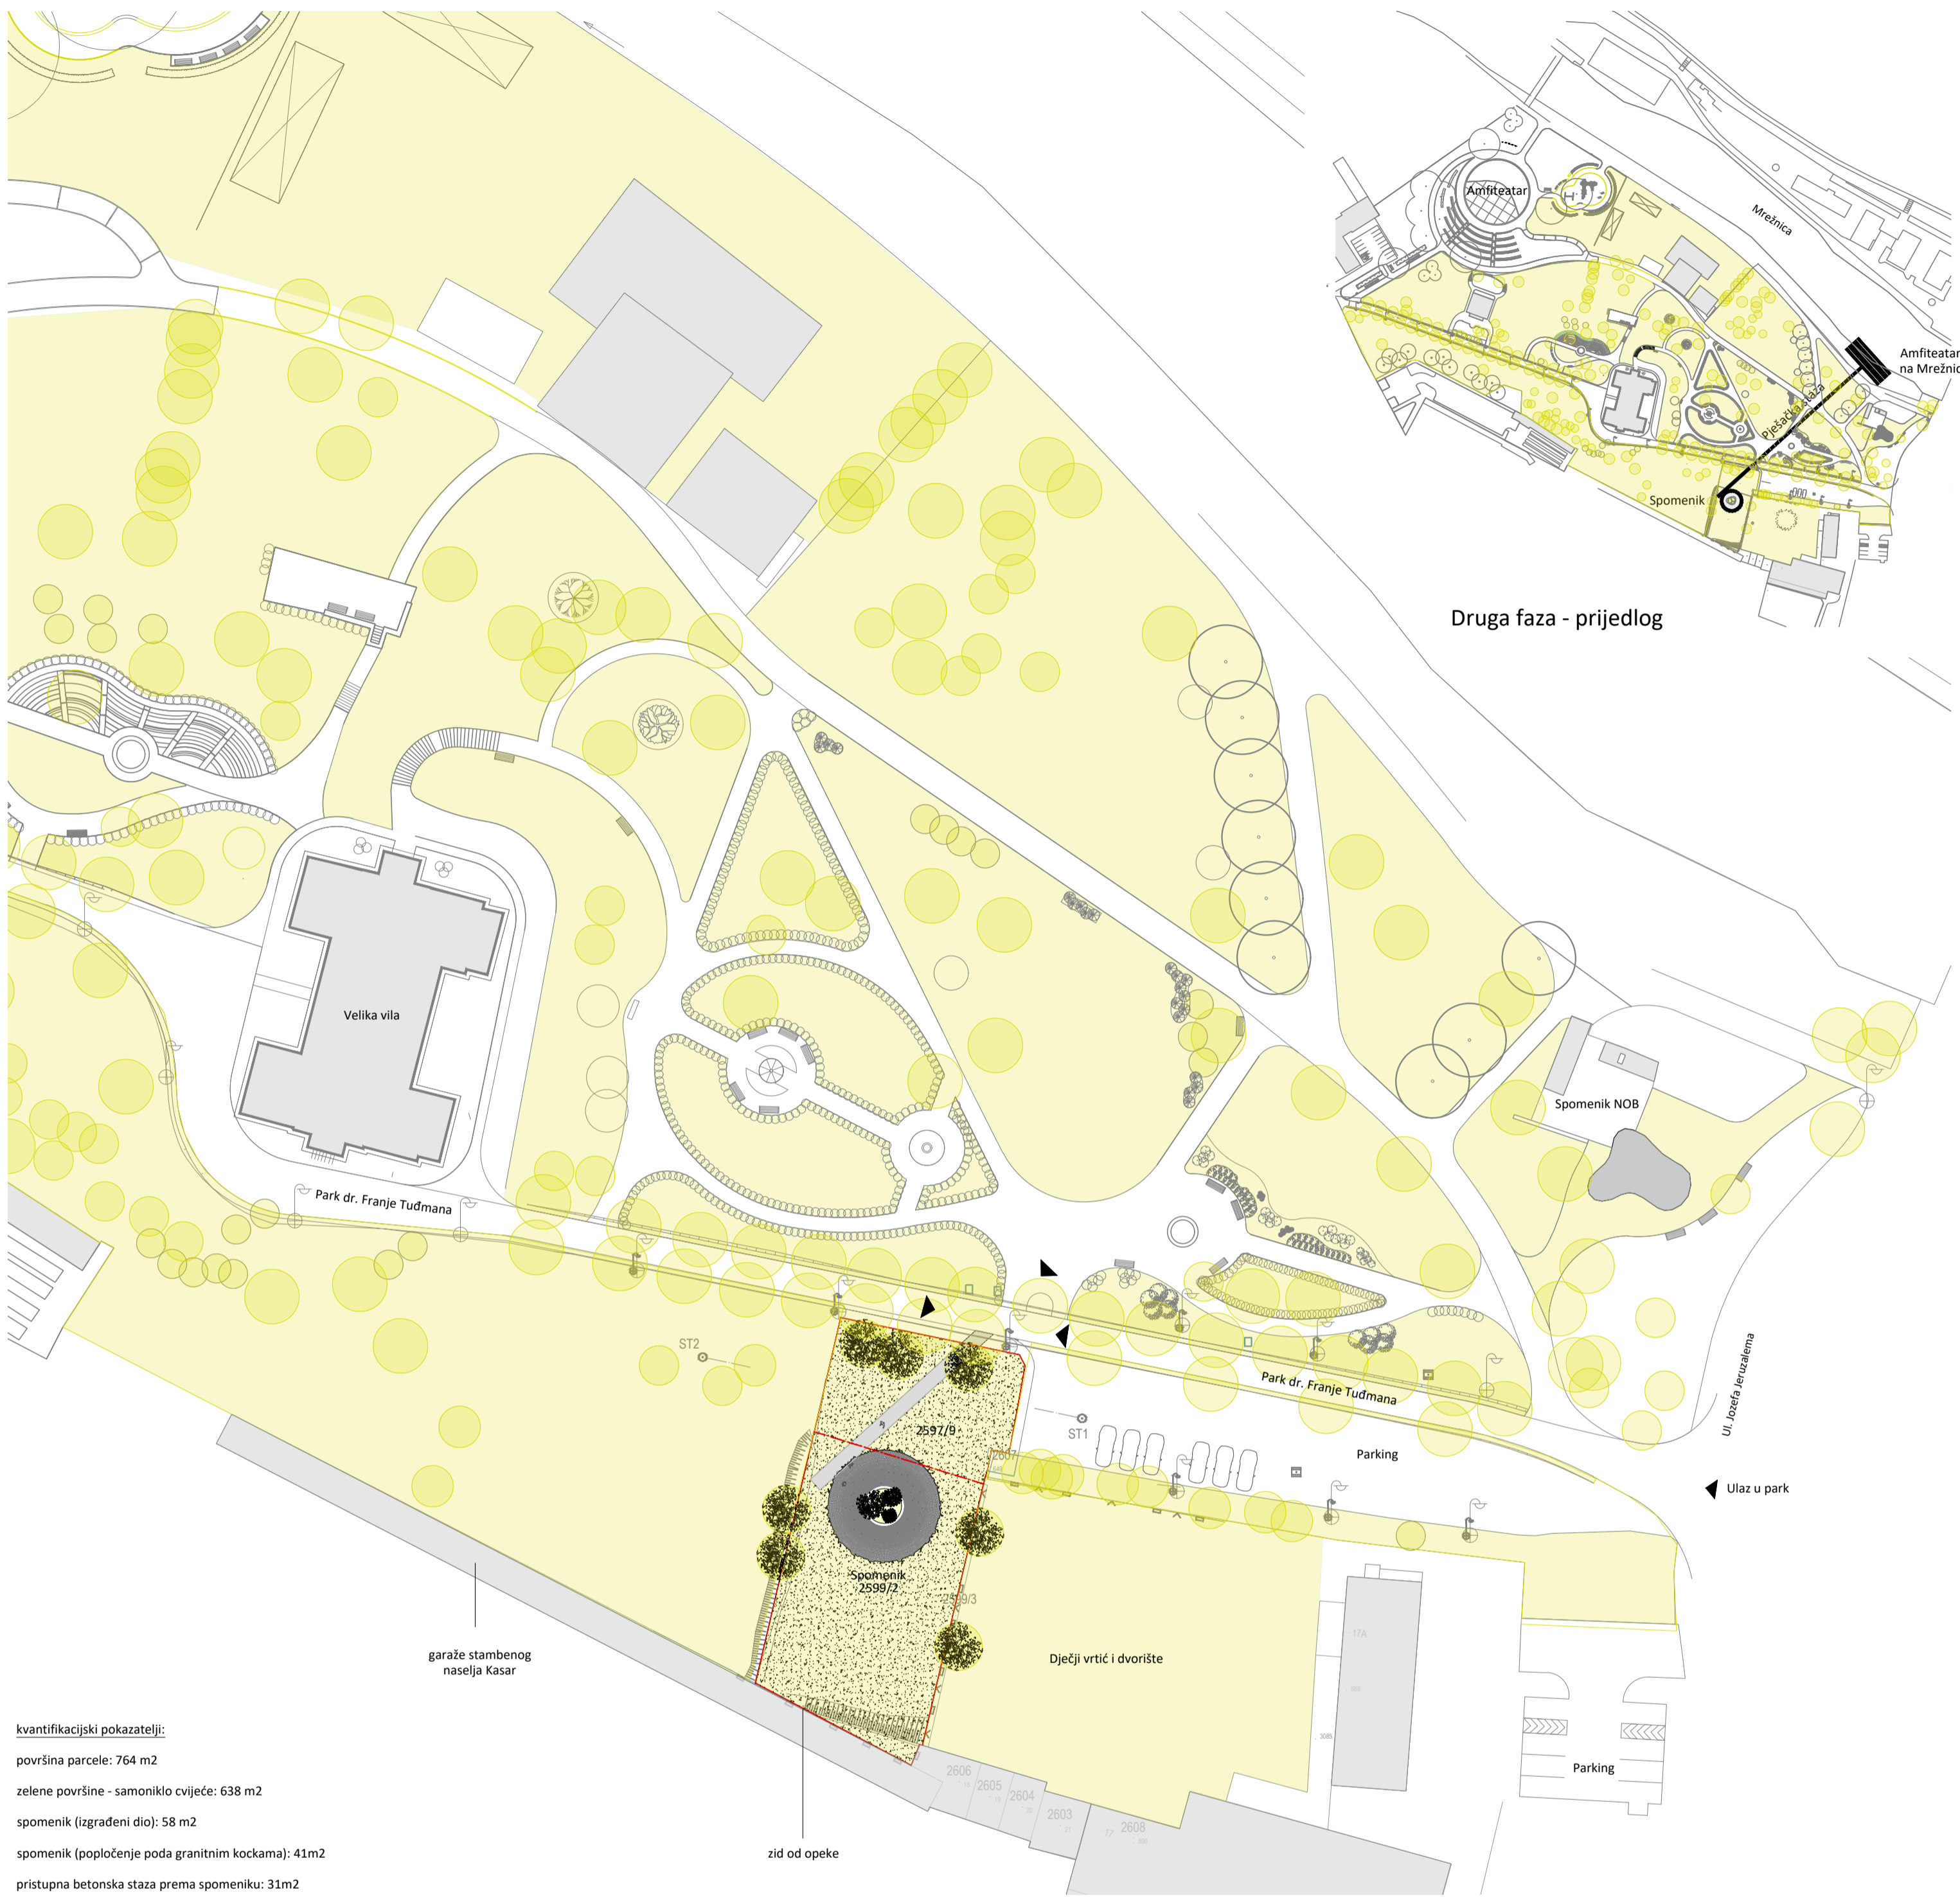 Amfiteatar
Mrežnica
Amfiteatar
na Mrežnic
Pješačka staza
Spomenik
Druga faza - prijedlog
Velika vila
Spomenik NOB
Park dr. Franje Tuđmana
ST2
Park dr. Franje Tuđmana
Ul. Jozefa Jeruzalema
2597/9
ST1
2607
Parking
Ulaz u park
Spomenik
2599/2
2599/3
17A
garaže stambenog
naselja Kasar
Dječji vrtić i dvorište
3085
Parking
2606
2605
2604
2603
2608
zid od opeke
kvantifikacijski pokazatelji:
površina parcele: 764 m2
zelene površine - samoniklo cvijeće: 638 m2
spomenik (izgrađeni dio): 58 m2
spomenik (popločenje poda granitnim kockama): 41m2
pristupna betonska staza prema spomeniku: 31m2